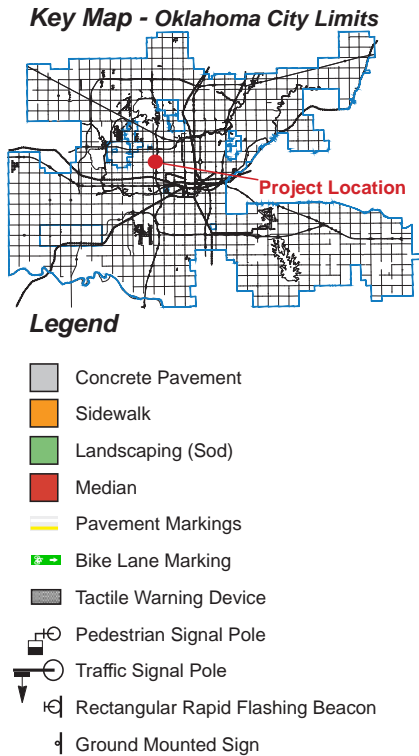 Key Map - Oklahoma City Limits
Project Location
Legend
Concrete Pavement
Sidewalk
Landscaping (Sod)
Median
Pavement Markings
Bike Lane Marking
Tactile Warning Device
Pedestrian Signal Pole
Traffic Signal Pole
Rectangular Rapid Flashing Beacon
Ground Mounted Sign